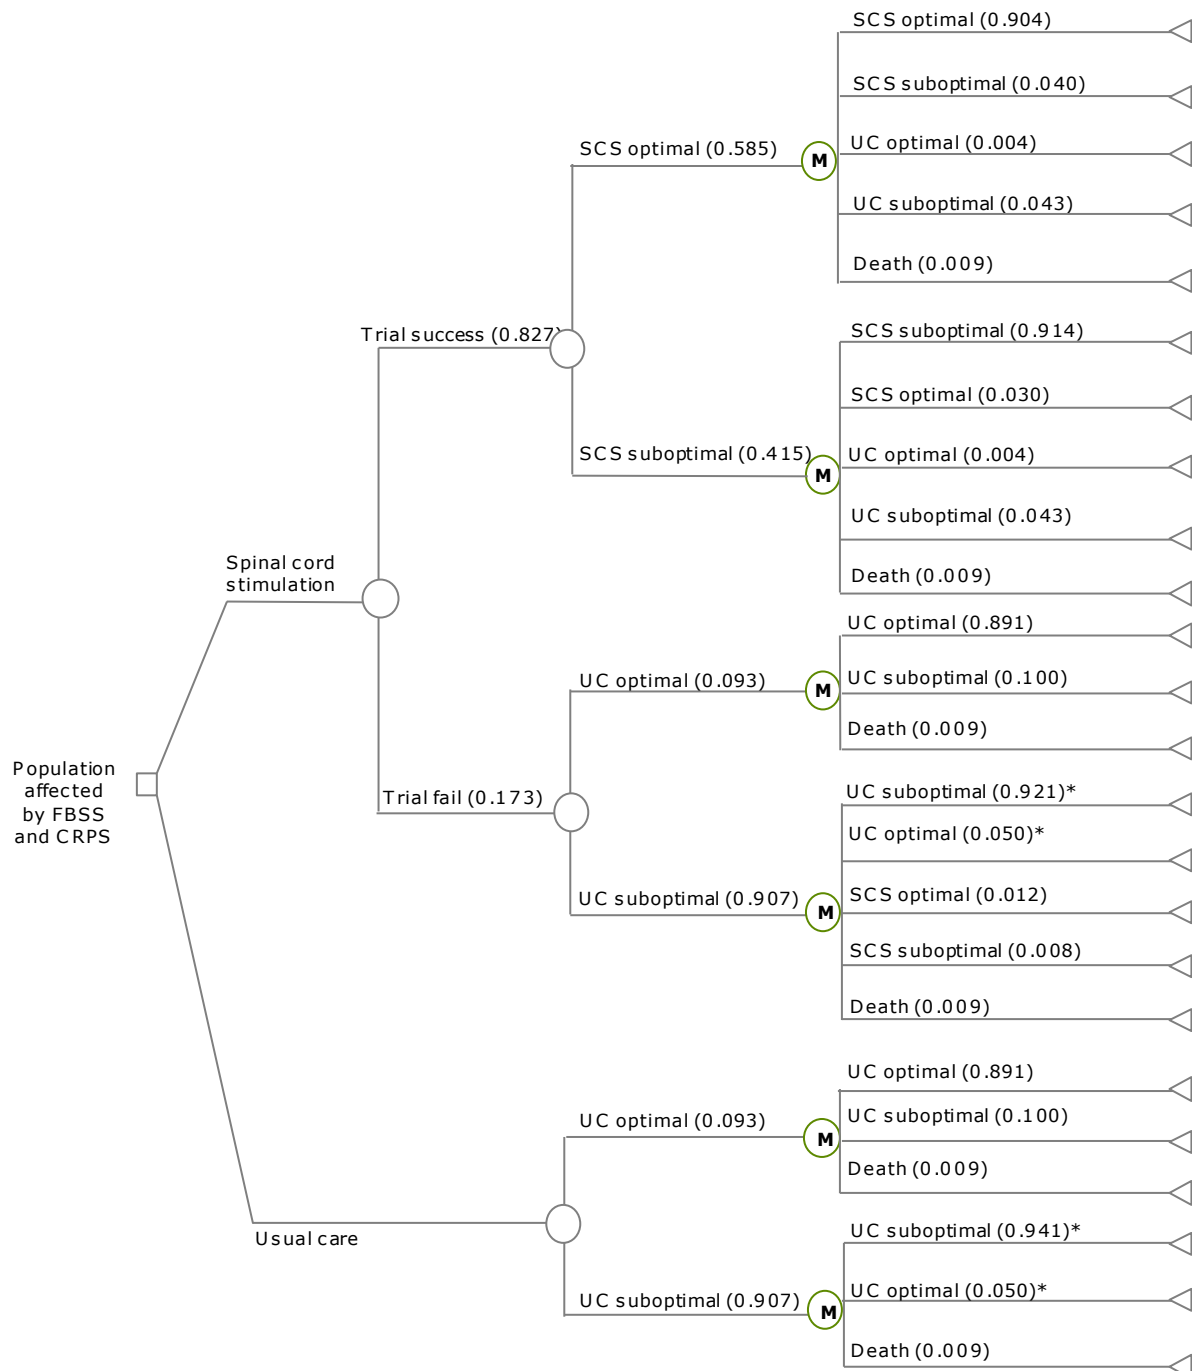 SCS optimal (0.904)
SCS suboptimal (0.040)
UC optimal (0.004)
SCS optimal (0.585)
M
UC suboptimal (0.043)
Death (0.009)
Trial success (0.827)
SCS suboptimal (0.914)
SCS optimal (0.030)
SCS suboptimal (0.415)
M
UC optimal (0.004)
UC suboptimal (0.043)
Death (0.009)
Spinal cord
stimulation
UC optimal (0.891)
UC optimal (0.093)
M
UC suboptimal (0.100)
Death (0.009)
Population
affected
by FBSS
and CRPS
Trial fail (0.173)
UC suboptimal (0.921)*
UC optimal (0.050)*
UC suboptimal (0.907)
M
SCS optimal (0.012)
SCS suboptimal (0.008)
Death (0.009)
UC optimal (0.891)
UC optimal (0.093)
M
UC suboptimal (0.100)
Death (0.009)
Usual care
UC suboptimal (0.941)*
UC suboptimal (0.907)
M
UC optimal (0.050)*
Death (0.009)